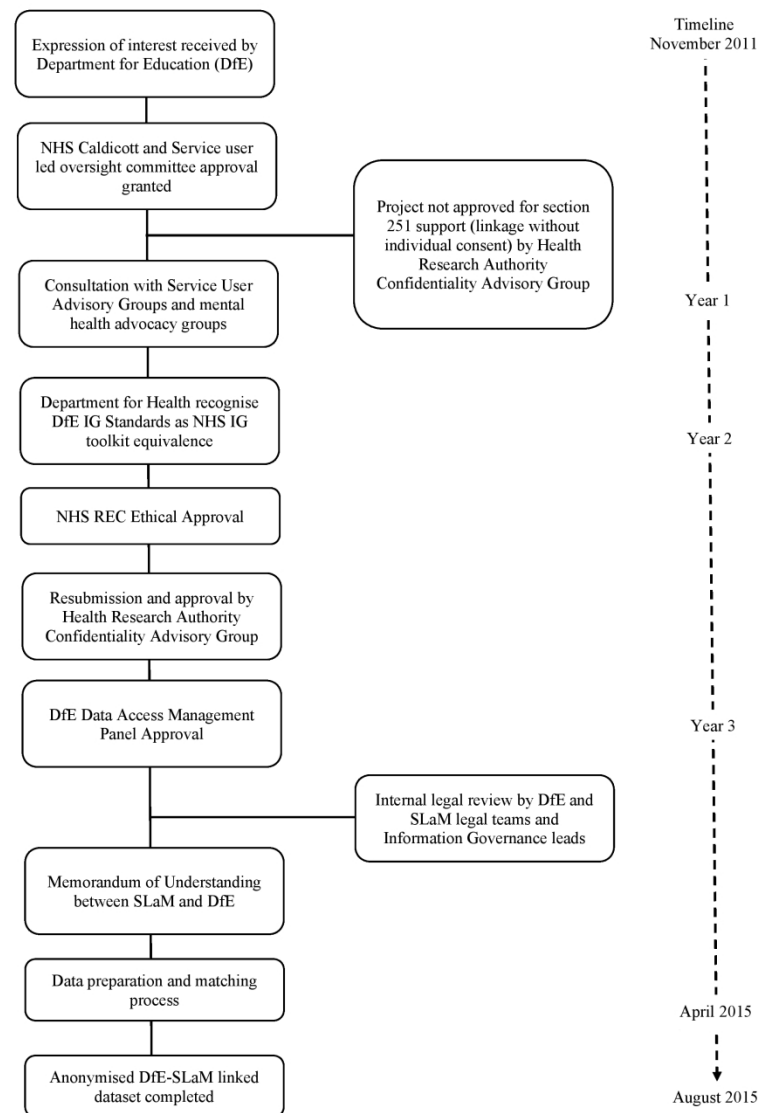 Expression of interest received by
Department for Education (DfE)
Timeline
November 2011
NHS Caldicott and Service user
led oversight committee approval
granted
Project not approved for section
251 support (linkage without
individual consent) by Health
Research Authority
Confidentiality Advisory Group
Consultation with Service User
Advisory Groups and mental
health advocacy groups
Year 1
Department for Health recognise
DfE IG Standards as NHS IG
toolkit equivalence
Year 2
NHS REC Ethical Approval
Resubmission and approval by
Health Research Authority
Confidentiality Advisory Group
DfE Data Access Management
Panel Approval
Year 3
Internal legal review by DfE and
SLaM legal teams and
Information Governance leads
Memorandum of Understanding
between SLaM and DfE
Data preparation and matching
process
April 2015
Anonymised DfE-SLaM linked
dataset completed
August 2015